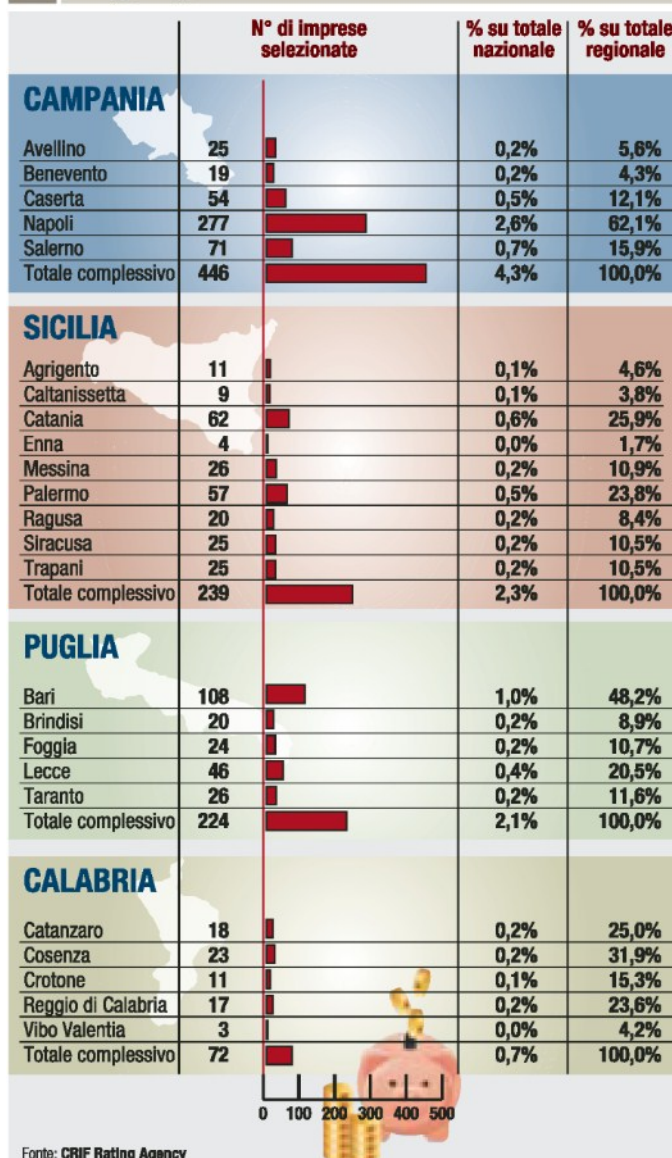 N° di imprese selezionate % su totale nazionale % su totale regionale
CAMPANIA
Avellino 25 0,2% 5,6%
Benevento 19 0,2% 4,3%
Caserta 54 0,5% 12,1%
Napoli 277 2,6% 62,1%
Salerno 71 0,7% 15,9%
Totale complessivo 446 4,3% 100,0%
SICILIA
Agrigento 11 0,1% 4,6%
Caltanissetta 9 0,1% 3,8%
Catania 62 0,6% 25,9%
Enna 4 0,0% 1,7%
Messina 26 0,2% 10,9%
Palermo 57 0,5% 23,8%
Ragusa 20 0,2% 8,4%
Siracusa 25 0,2% 10,5%
Trapani 25 0,2% 10,5%
Totale complessivo 239 2,3% 100,0%
PUGLIA
Bari 108 1,0% 48,2%
Brindisi 20 0,2% 8,9%
Foggia 24 0,2% 10,7%
Lecce 46 0,4% 20,5%
Taranto 26 0,2% 11,6%
Totale complessivo 224 2,1% 100,0%
CALABRIA
Catanzaro 18 0,2% 25,0%
Cosenza 23 0,2% 31,9%
Crotone 11 0,1% 15,3%
Reggio di Calabria 17 0,2% 23,6%
Vibo Valentia 3 0,0% 4,2%
Totale complessivo 72 0,7% 100,0%
0 100 200 300 400 500
Fonte: CRIF Rating Agency